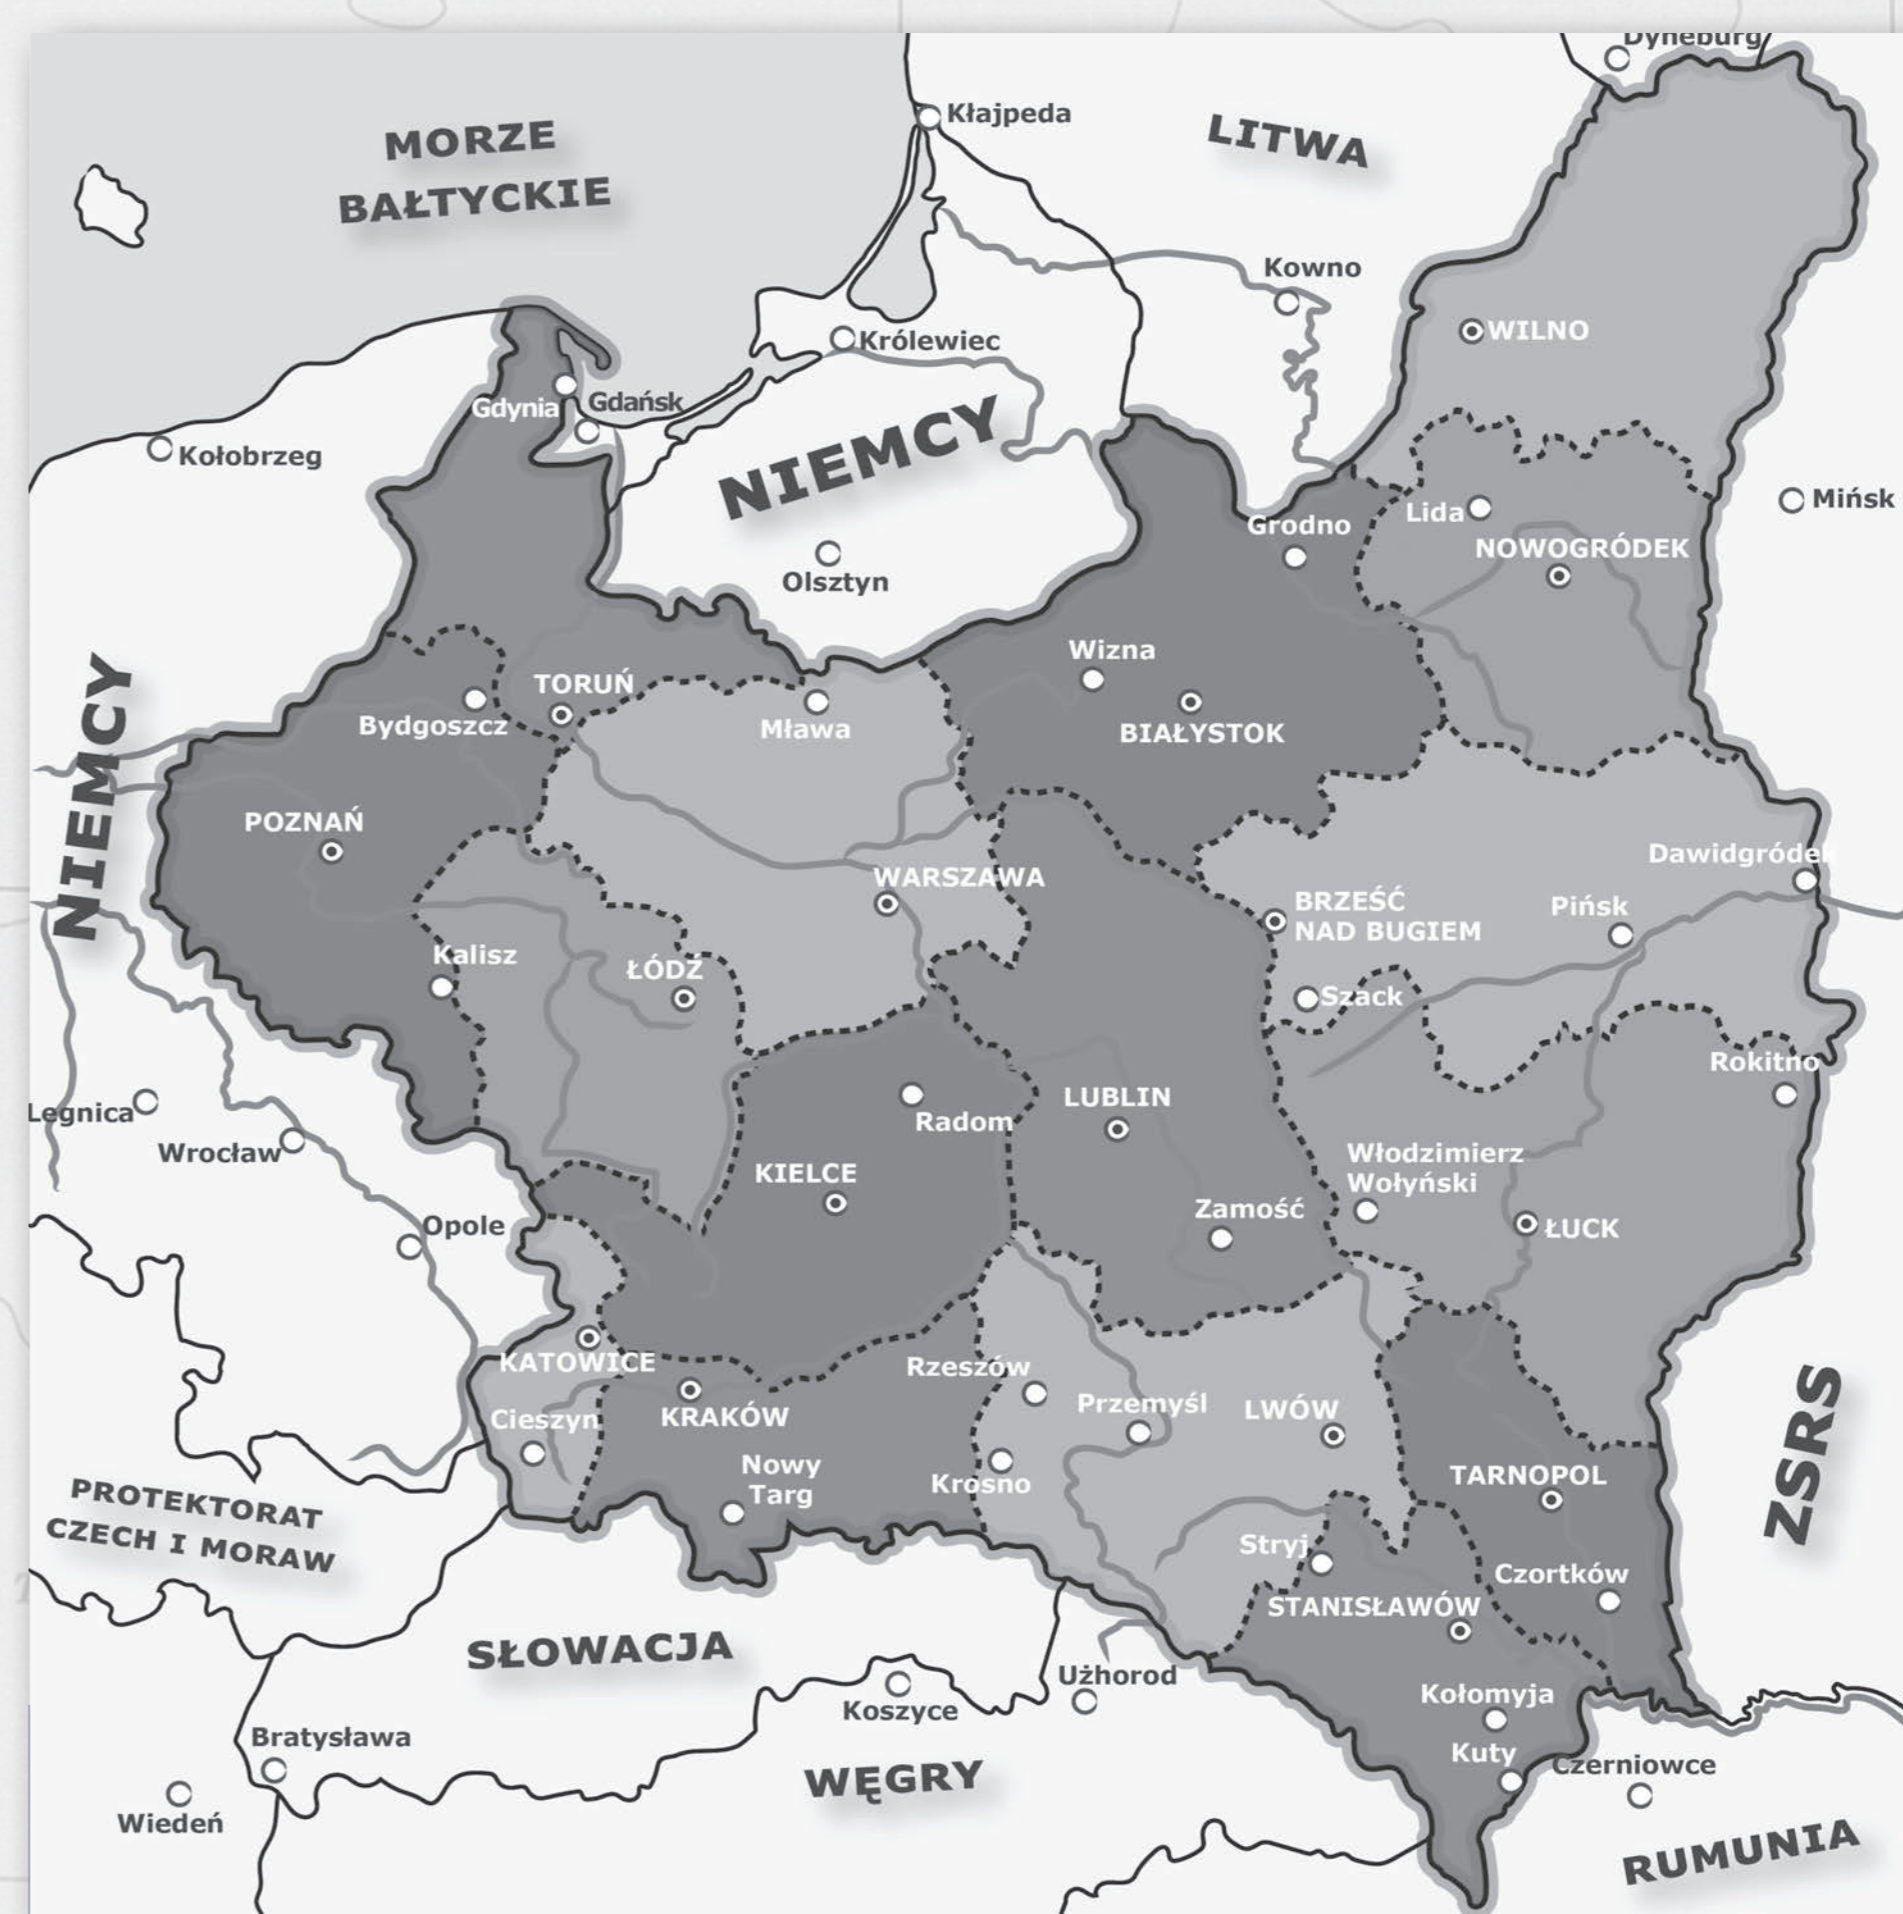 Dyneburg
MORZE
BAŁTYCKIE
Kłajpeda
LITWA
Kowno
WILNO
Królewiec
Gdynia
Gdańsk
Kołobrzeg
NIEMCY
Olsztyn
Grodno
Lida
NOWOGRÓDEK
Mińsk
NIEMCY
Bydgoszcz
TORUŃ
Mława
Wizna
BIAŁYSTOK
POZNAŃ
WARSZAWA
Dawidgródek
BRZEŚĆ
NAD BUGIEM
Pińsk
Kalisz
ŁÓDŹ
Szack
Rokitno
Legnica
Wrocław
Radom
LUBLIN
KIELCE
Włodzimierz
Wołyński
Zamość
ŁUCK
Opole
KATOWICE
Cieszyn
KRAKÓW
Rzeszów
Przemyśl
LWÓW
Nowy
Targ
Krosno
TARNOPOL
ZSRS
PROTEKTORAT
CZECH I MORAW
Stryj
Czortków
STANISŁAWÓW
SŁOWACJA
Użhorod
Koszyce
Kołomyja
Kuty
Czerniowce
Bratysława
WĘGRY
Wiedeń
RUMUNIA